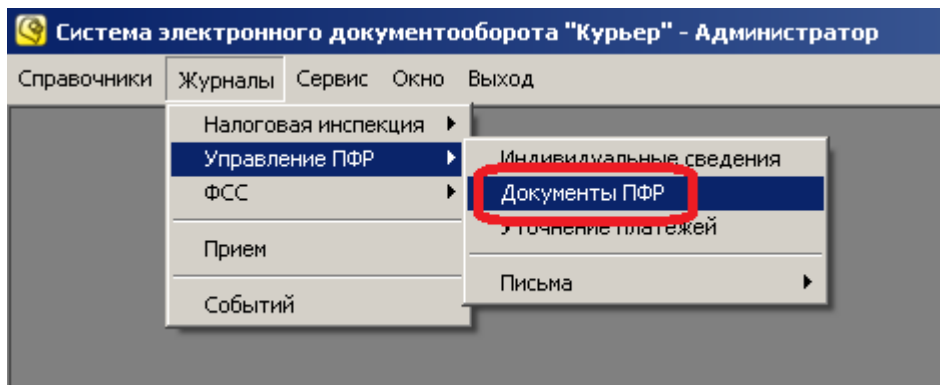 Система электронного документооборота "Курьер" - Администратор
Справочники Журналы Сервис Окно Выход
Налоговая инспекция
Управление ПФР
ФСС
Прием
Событий
Индивидуальные сведения
Документы ПФР
Уточнение платежей
Письма